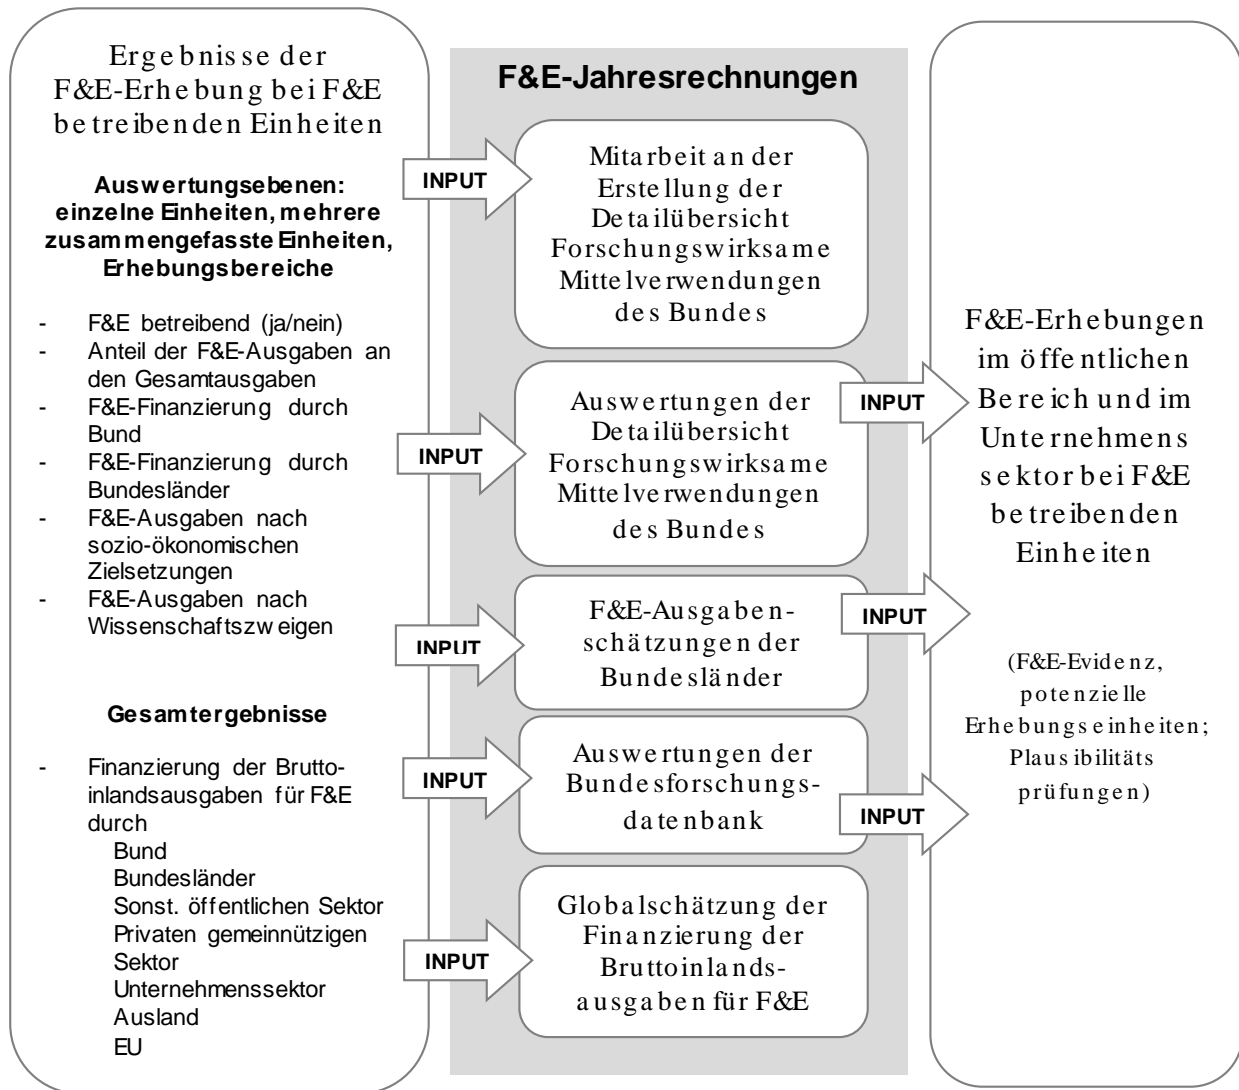 Ergebnisse der
F&E-Erhebung bei F&E
betreibenden Einheiten
Auswertungsebenen:
einzelne Einheiten, mehrere
zusammengefasste Einheiten,
Erhebungsbereiche
- F&E betreibend (ja/nein)
- Anteil der F&E-Ausgaben an
den Gesamtausgaben
- F&E-Finanzierung durch
Bund
- F&E-Finanzierung durch
Bundesländer
- F&E-Ausgaben nach
sozio-ökonomischen
Zielsetzungen
- F&E-Ausgaben nach
Wissenschaftszweigen
Gesamtergebnisse
- Finanzierung der Brutto-
inlandsausgaben für F&E
durch
Bund
Bundesländer
Sonst. öffentlichen Sektor
Privaten gemeinnützigen
Sektor
Unternehmenssektor
Ausland
EU
INPUT
INPUT
INPUT
INPUT
INPUT
F&E-Jahresrechnungen
Mitarbeit an der
Erstellung der
Detailübersicht
Forschungswirksame
Mittelverwendungen
des Bundes
Auswertungen der
Detailübersicht
Forschungswirksame
Mittelverwendungen
des Bundes
F&E-Ausgaben-
schätzungen der
Bundesländer
Auswertungen der
Bundesforschungs-
datenbank
Globalschätzung der
Finanzierung der
Bruttoinlands-
ausgaben für F&E
INPUT
INPUT
INPUT
F&E-Erhebungen
im öffentlichen
Bereich und im
Unternehmens
sektor bei F&E
betreibenden
Einheiten
(F&E-Evidenz,
potenzielle
Erhebungseinheiten;
Plausibilitäts
prüfungen)